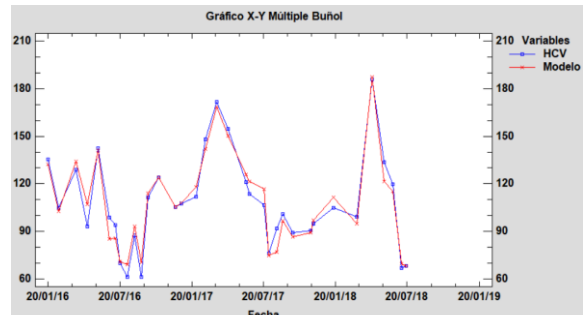 Gráfico X-Y Múltiple Buñol
Variables
HCV
Modelo
210 210
180 180
150 150
120 120
90 90
60 60
20/01/16 20/07/16 20/01/17 20/07/17 20/01/18 20/07/18 20/01/19
Fecha